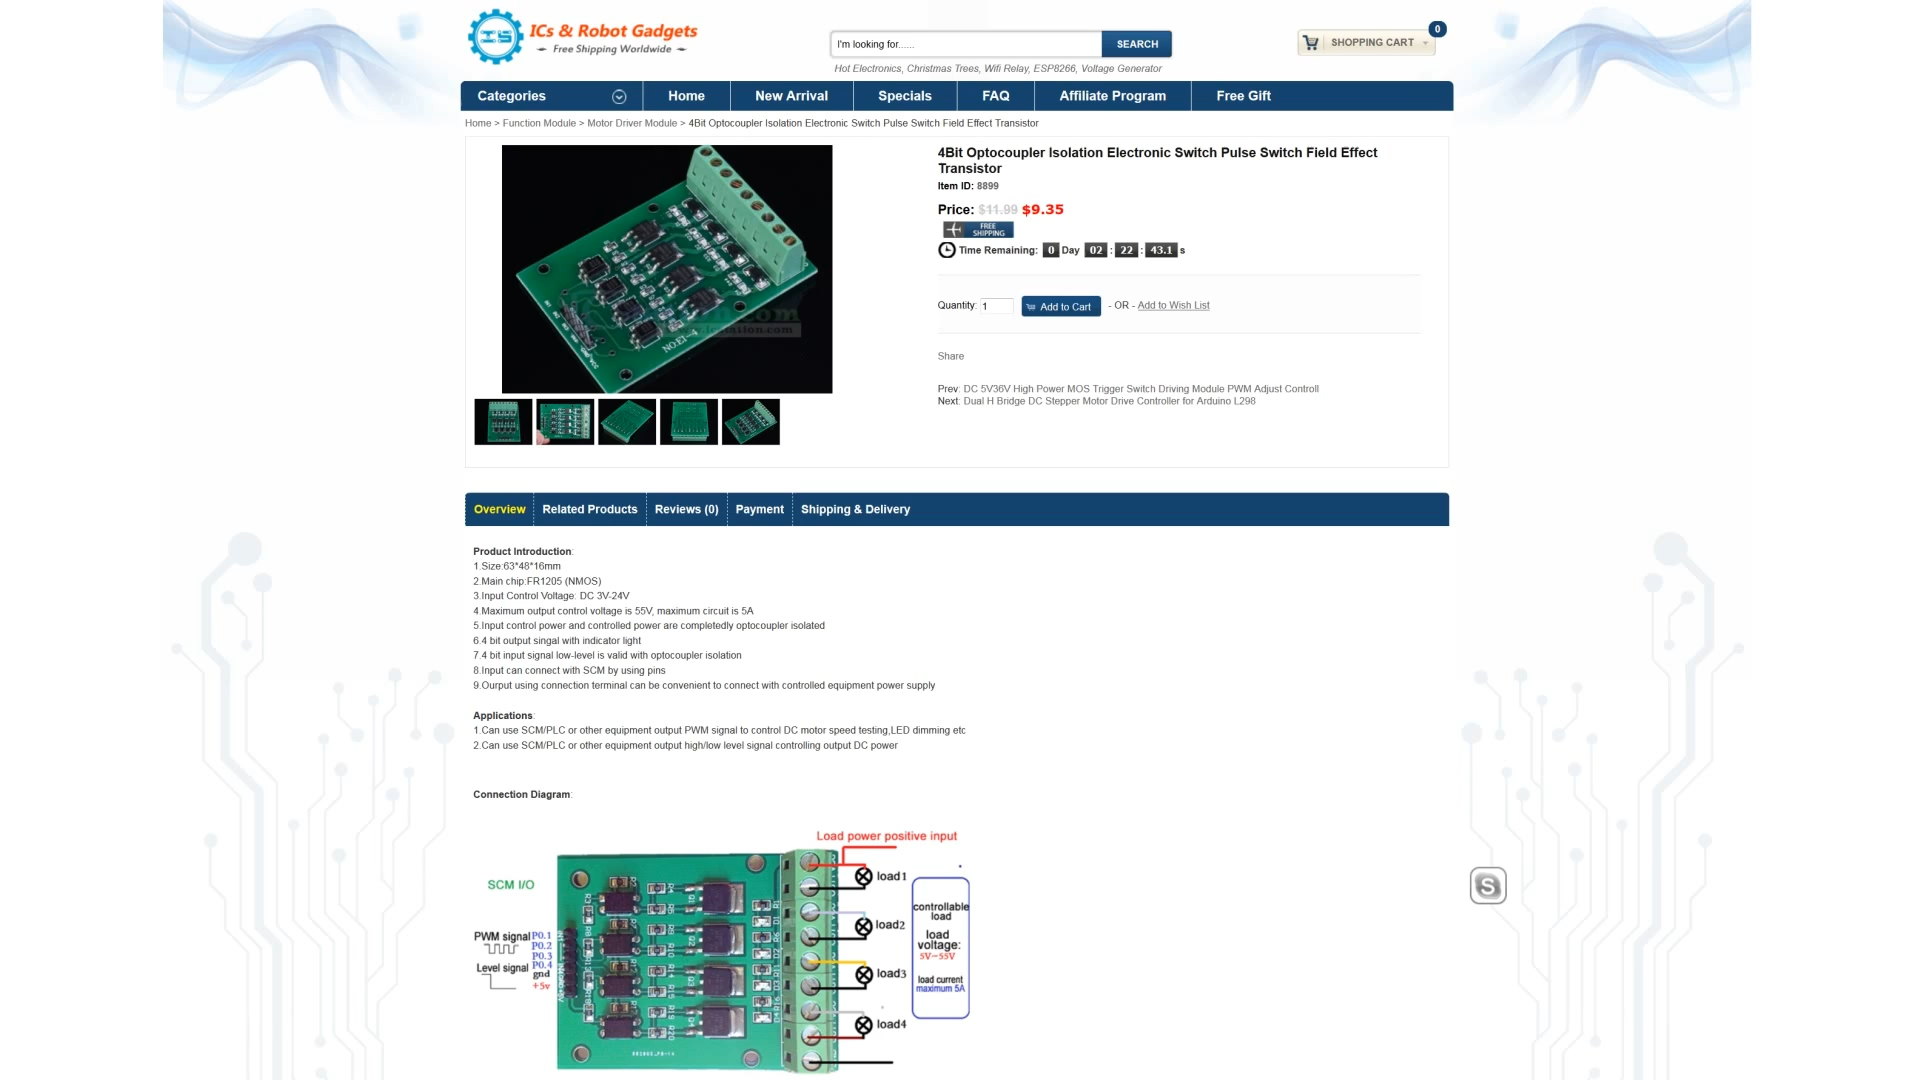 ICs & Robot Gadgets
Free Shipping Worldwide
I'm looking for......
SEARCH
SHOPPING CART
0
Hot Electronics, Christmas Trees, Wifi Relay, ESP8266, Voltage Generator
Categories
Home
New Arrival
Specials
FAQ
Affiliate Program
Free Gift
Home > Function Module > Motor Driver Module > 4Bit Optocoupler Isolation Electronic Switch Pulse Switch Field Effect Transistor
4Bit Optocoupler Isolation Electronic Switch Pulse Switch Field Effect
Transistor
Item ID: 8899
Price: $11.99 $9.35
FREE
SHIPPING
Time Remaining: 0 Day 02 : 22 : 43.1 s
Quantity: 1
Add to Cart
- OR - Add to Wish List
Share
Prev: DC 5V36V High Power MOS Trigger Switch Driving Module PWM Adjust Controll
Next: Dual H Bridge DC Stepper Motor Drive Controller for Arduino L298
Overview
Related Products
Reviews (0)
Payment
Shipping & Delivery
Product Introduction:
1.Size:63*48*16mm
2.Main chip:FR1205 (NMOS)
3.Input Control Voltage: DC 3V-24V
4.Maximum output control voltage is 55V, maximum circuit is 5A
5.Input control power and controlled power are completedly optocoupler isolated
6.4 bit output singal with indicator light
7.4 bit input signal low-level is valid with optocoupler isolation
8.Input can connect with SCM by using pins
9.Ourput using connection terminal can be convenient to connect with controlled equipment power supply
Applications:
1.Can use SCM/PLC or other equipment output PWM signal to control DC motor speed testing,LED dimming etc
2.Can use SCM/PLC or other equipment output high/low level signal controlling output DC power
Connection Diagram:
Load power positive input
SCM I/O
load1
load2
load3
load4
controllable
load
load
voltage:
5V~55V
load current
maximum 5A
PWM signal
P0.1
P0.2
P0.3
P0.4
Level signal
gnd
+5v
S